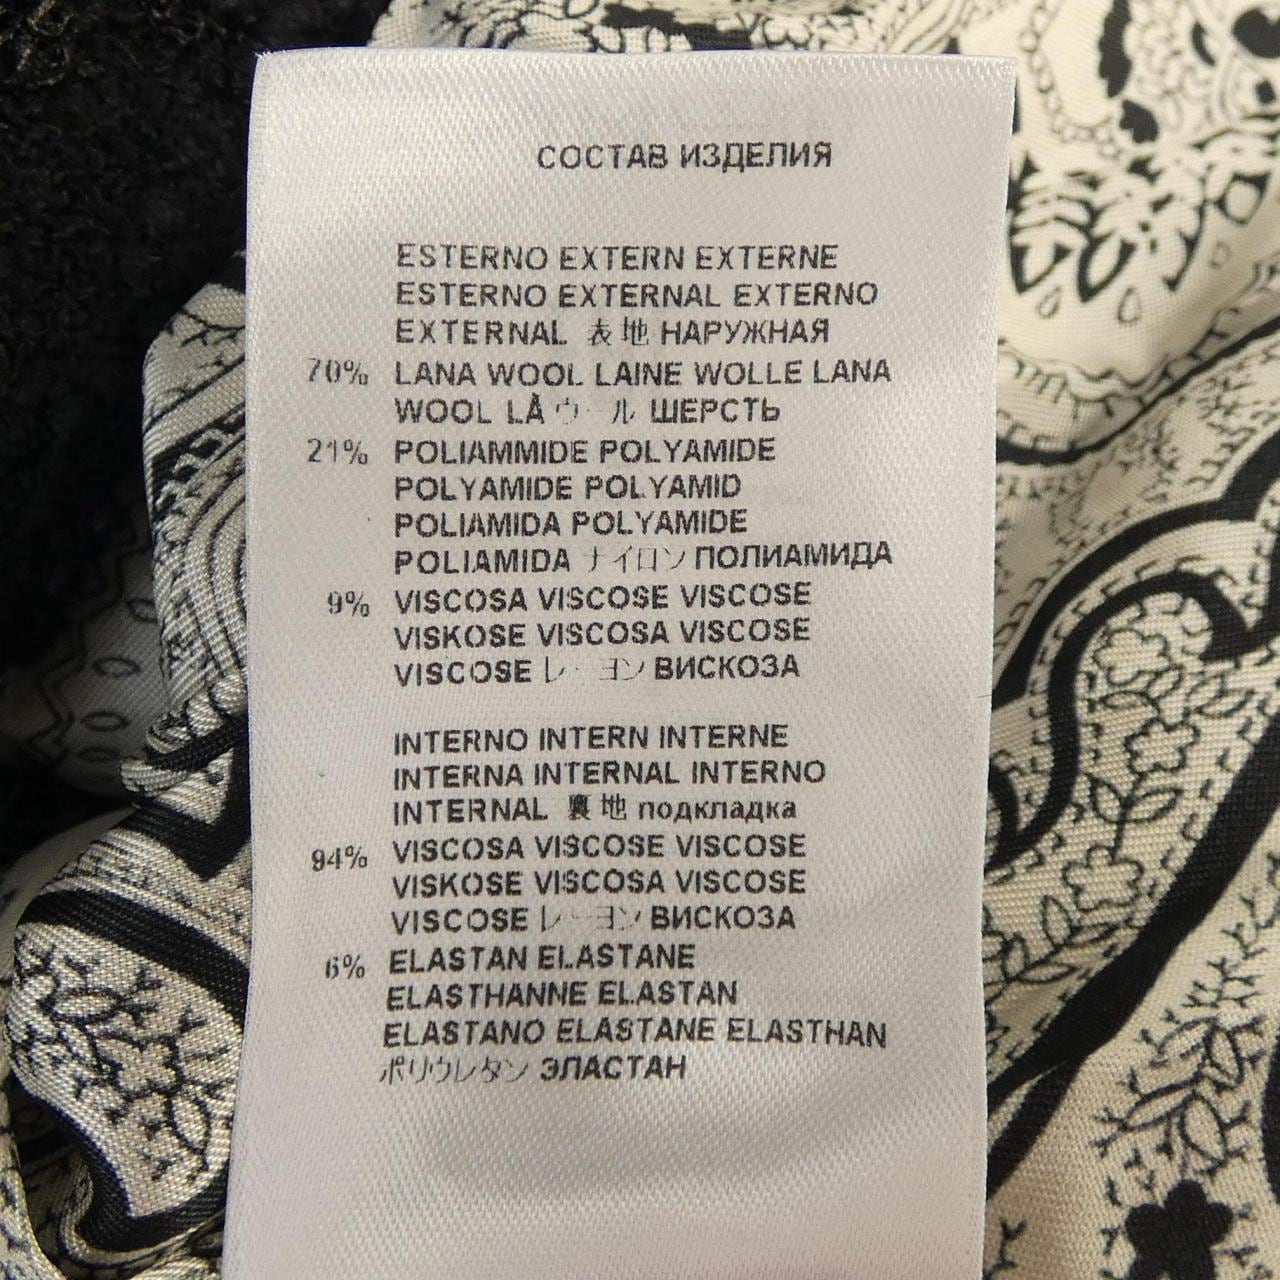 СОСТАВ ИЗДЕЛИЯ
ESTERNO EXTERN EXTERNE
ESTERNO EXTERNAL EXTERNO
EXTERNAL 表地 НАРУЖНАЯ
70% LANA WOOL LAINE WOLLE LANA
WOOL LÀ ウール ШЕРСТЬ
21% POLIAMMIDE POLYAMIDE
POLYAMIDE POLYAMID
POLIAMIDA POLYAMIDE
POLIAMIDA ナイロン ПОЛИАМИДА
9% VISCOSA VISCOSE VISCOSE
VISKOSE VISCOSA VISCOSE
VISCOSE レーヨン ВИСКОЗА
INTERNO INTERN INTERNE
INTERNA INTERNAL INTERNO
INTERNAL 裏地 подкладка
94% VISCOSA VISCOSE VISCOSE
VISKOSE VISCOSA VISCOSE
VISCOSE レーヨン ВИСКОЗА
6% ELASTAN ELASTANE
ELASTHANNE ELASTAN
ELASTANO ELASTANE ELASTHAN
ポリウレタン ЭЛАСТАН